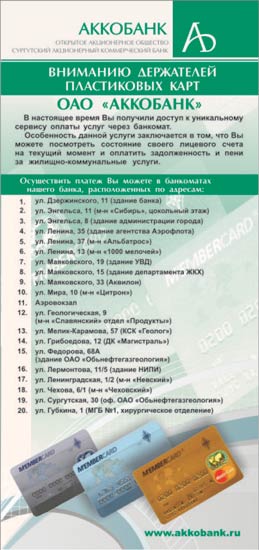 АККОБАНК
ОТКРЫТОЕ АКЦИОНЕРНОЕ ОБЩЕСТВО
СУРГУТСКИЙ АКЦИОНЕРНЫЙ КОММЕРЧЕСКИЙ БАНК
ВНИМАНИЮ ДЕРЖАТЕЛЕЙ
ПЛАСТИКОВЫХ КАРТ
ОАО «АККОБАНК»
В настоящее время Вы получили доступ к уникальному
сервису оплаты услуг через банкомат.
Особенность данной услуги заключается в том, что Вы
можете посмотреть состояние своего лицевого счета
на текущий момент и оплатить задолженность и пени
за жилищно-коммунальные услуги.
Осуществить платеж Вы можете в банкоматах
нашего банка, расположенных по адресам:
1. ул. Дзержинского, 11 (здание банка)
2. ул. Энгельса, 11 (м-н «Сибирь», цокольный этаж)
3. ул. Энгельса, 8 (здание администрации города)
4. ул. Ленина, 35 (здание агентства Аэрофлота)
5. ул. Ленина, 37 (м-н «Альбатрос»)
6. ул. Ленина, 13 (м-н «1000 мелочей»)
7. ул. Маяковского, 19 (здание УВД)
8. ул. Маяковского, 15 (здание департамента ЖКХ)
9. ул. Маяковского, 33 (Аквилон)
10. ул. Мира, 10 (м-н «Цитрон»)
11. Аэровокзал
12. ул. Геологическая, 9
(м-н «Славянский» отдел «Продукты»)
13. ул. Мелик-Карамова, 57 (КСК «Геолог»)
14. ул. Грибоедова, 12 (ДК «Магистраль»)
15. ул. Федорова, 68А
(здание ОАО «Обьнефтегазгеология»)
16. ул. Лермонтова, 11/5 (здание НИПИ)
17. ул. Ленинградская, 1/2 (м-н «Невский»)
18. ул. Чехова, 6/1 (м-н «Чеховский»)
19. ул. Сургутская, 30 (оф. ОАО «Обьнефтегазгеология»)
20. ул. Губкина, 1 (МГБ №1, хирургическое отделение)
MEMBERCARD
MEMBERCARD
MEMBERCARD
www.akkobank.ru